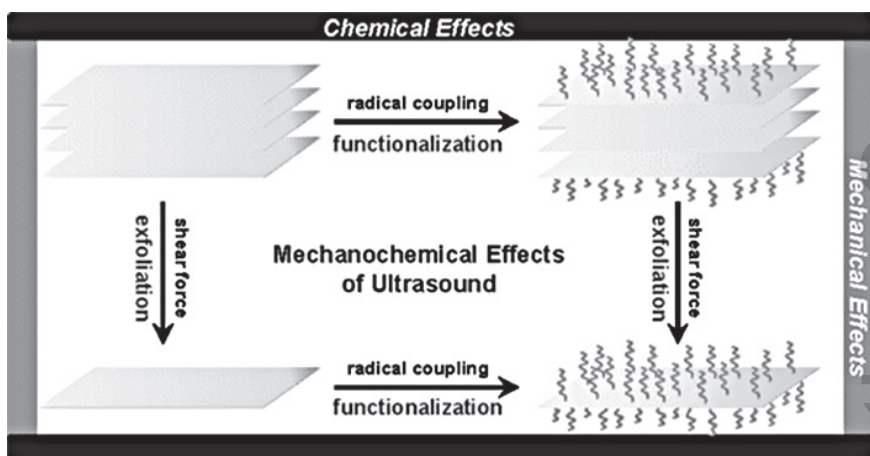 Chemical Effects
radical coupling
functionalization
shear force
exfoliation
Mechanochemical Effects
of Ultrasound
shear force
exfoliation
Mechanical Effects
radical coupling
functionalization